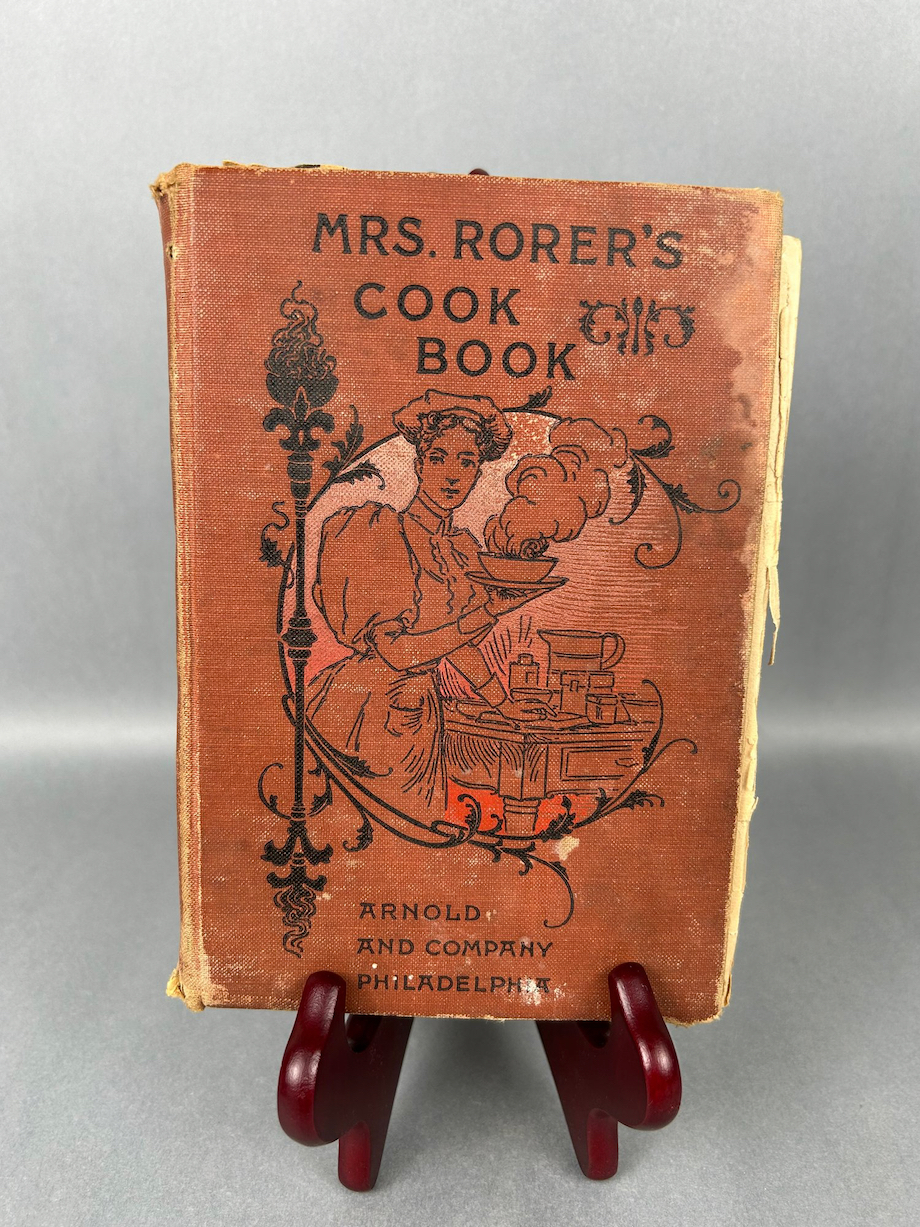 MRS. RORER'S
COOK
BOOK
ARNOLD
AND COMPANY
PHILADELPHIA